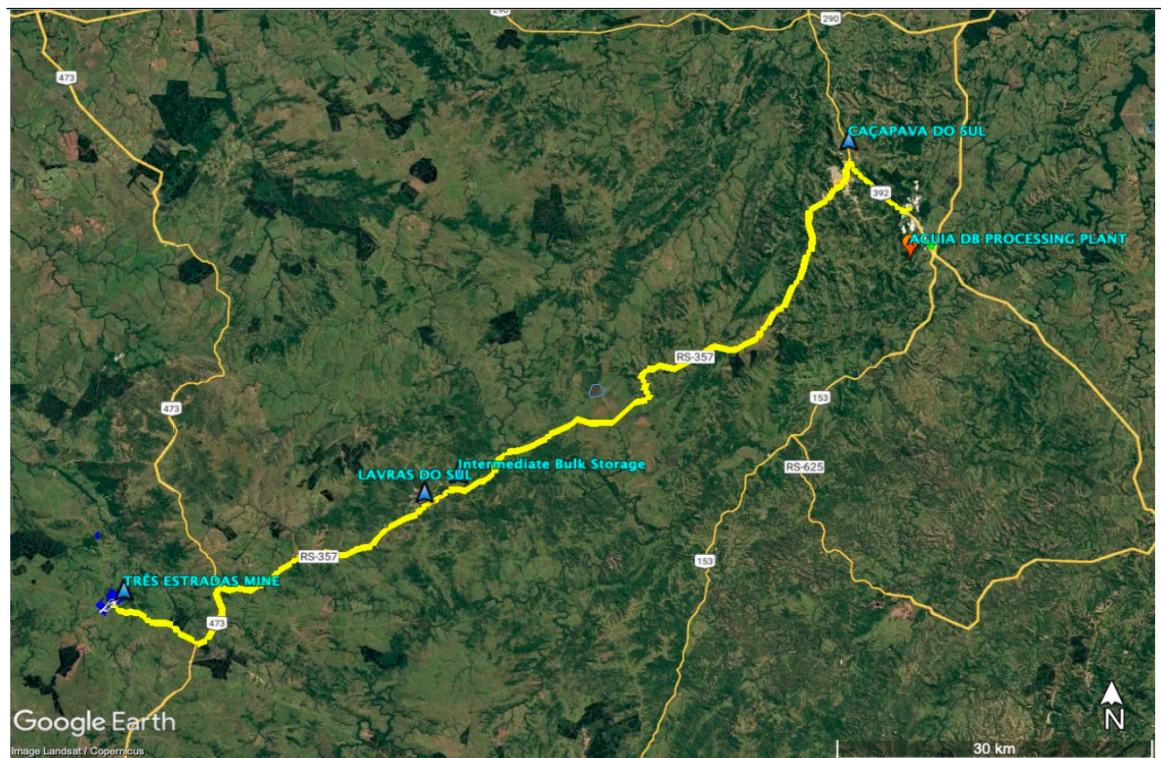 290
290
473
CAÇAPAVA DO SUL
392
AGUIA DB PROCESSING PLANT
RS-357
153
473
Intermediate Bulk Storage
LAVRAS DO SUL
RS-625
RS-357
153
TRÊS ESTRADAS MINE
473
N
Google Earth
Image Landsat / Copernicus
30 km